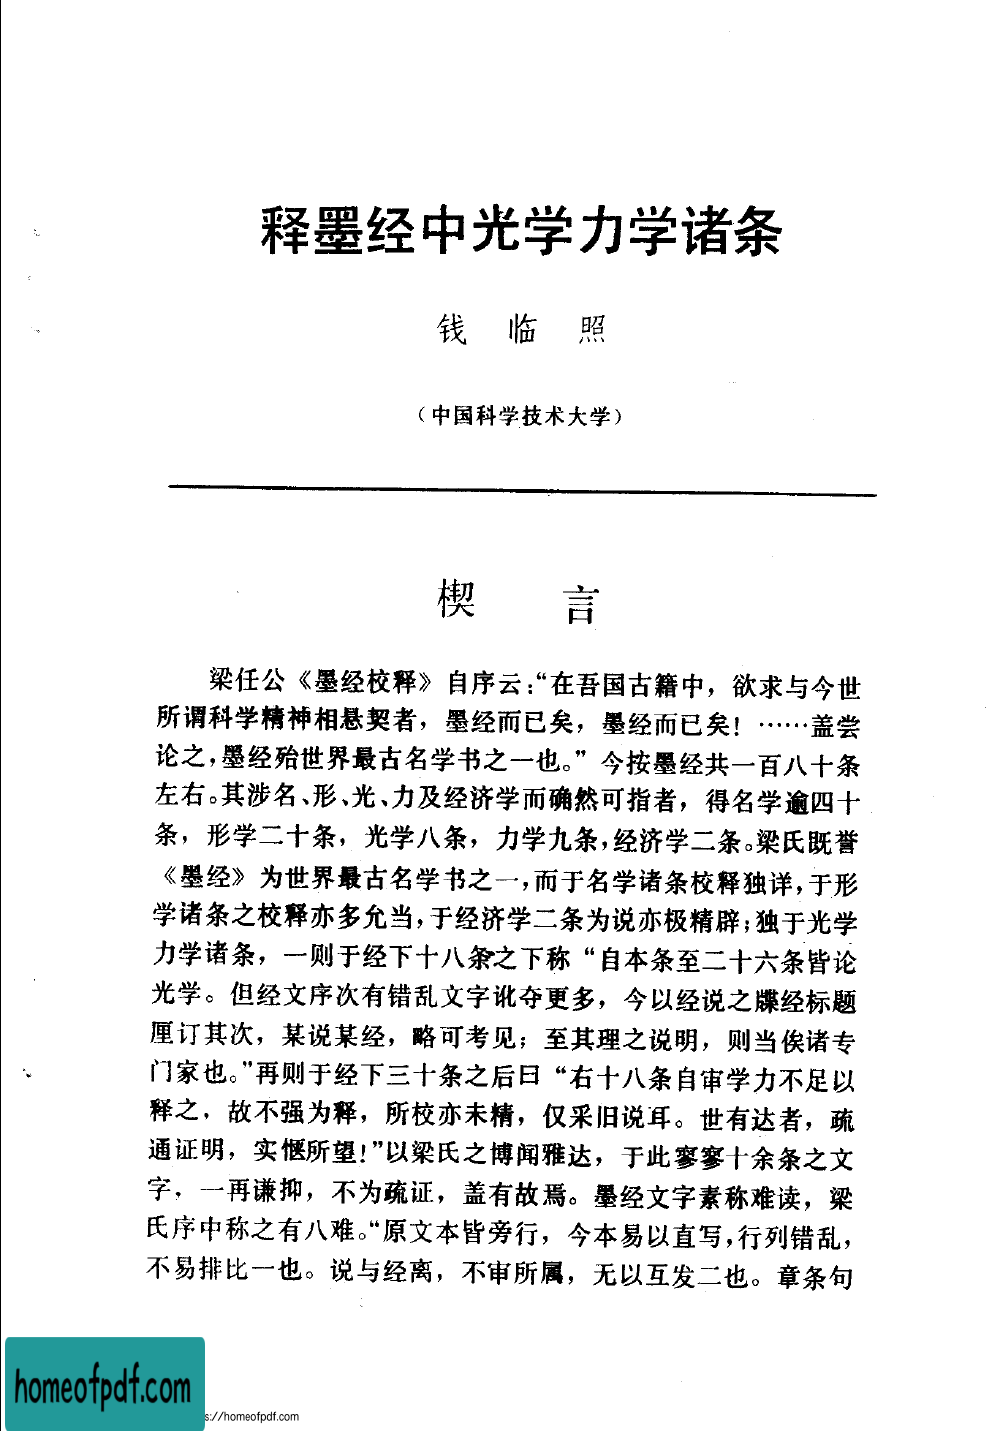 释墨经中光学力学诸条
钱 临 照
（中国科学技术大学）
楔 言
梁任公《墨经校释》自序云：“在吾国古籍中，欲求与今世
所谓科学精神相悬契者，墨经而已矣，墨经而已矣！……盖尝
论之，墨经殆世界最古名学书之一也。”今按墨经共一百八十条
左右。其涉名、形、光、力及经济学而确然可指者，得名学逾四十
条，形学二十条，光学八条，力学九条，经济学二条。梁氏既誉
《墨经》为世界最古名学书之一，而于名学诸条校释独详，于形
学诸条之校释亦多允当，于经济学二条为说亦极精辟；独于光学
力学诸条，一则于经下十八条之下称“自本条至二十六条皆论
光学。但经文序次有错乱文字讹夺更多，今以经说之牒经标题
厘订其次，某说某经，略可考见；至其理之说明，则当俟诸专
门家也。”再则于经下三十条之后曰“右十八条自审学力不足以
释之，故不强为释，所校亦未精，仅采旧说耳。世有达者，疏
通证明，实惬所望！”以梁氏之博闻雅达，于此寥寥十余条之文
字，一再谦抑，不为疏证，盖有故焉。墨经文字素称难读，梁
氏序中称之有八难。“原文本皆旁行，今本易以直写，行列错乱，
不易排比一也。说与经离，不审所属，无以互发二也。章条句
homeofpdf.com
s://homeofpdf.com